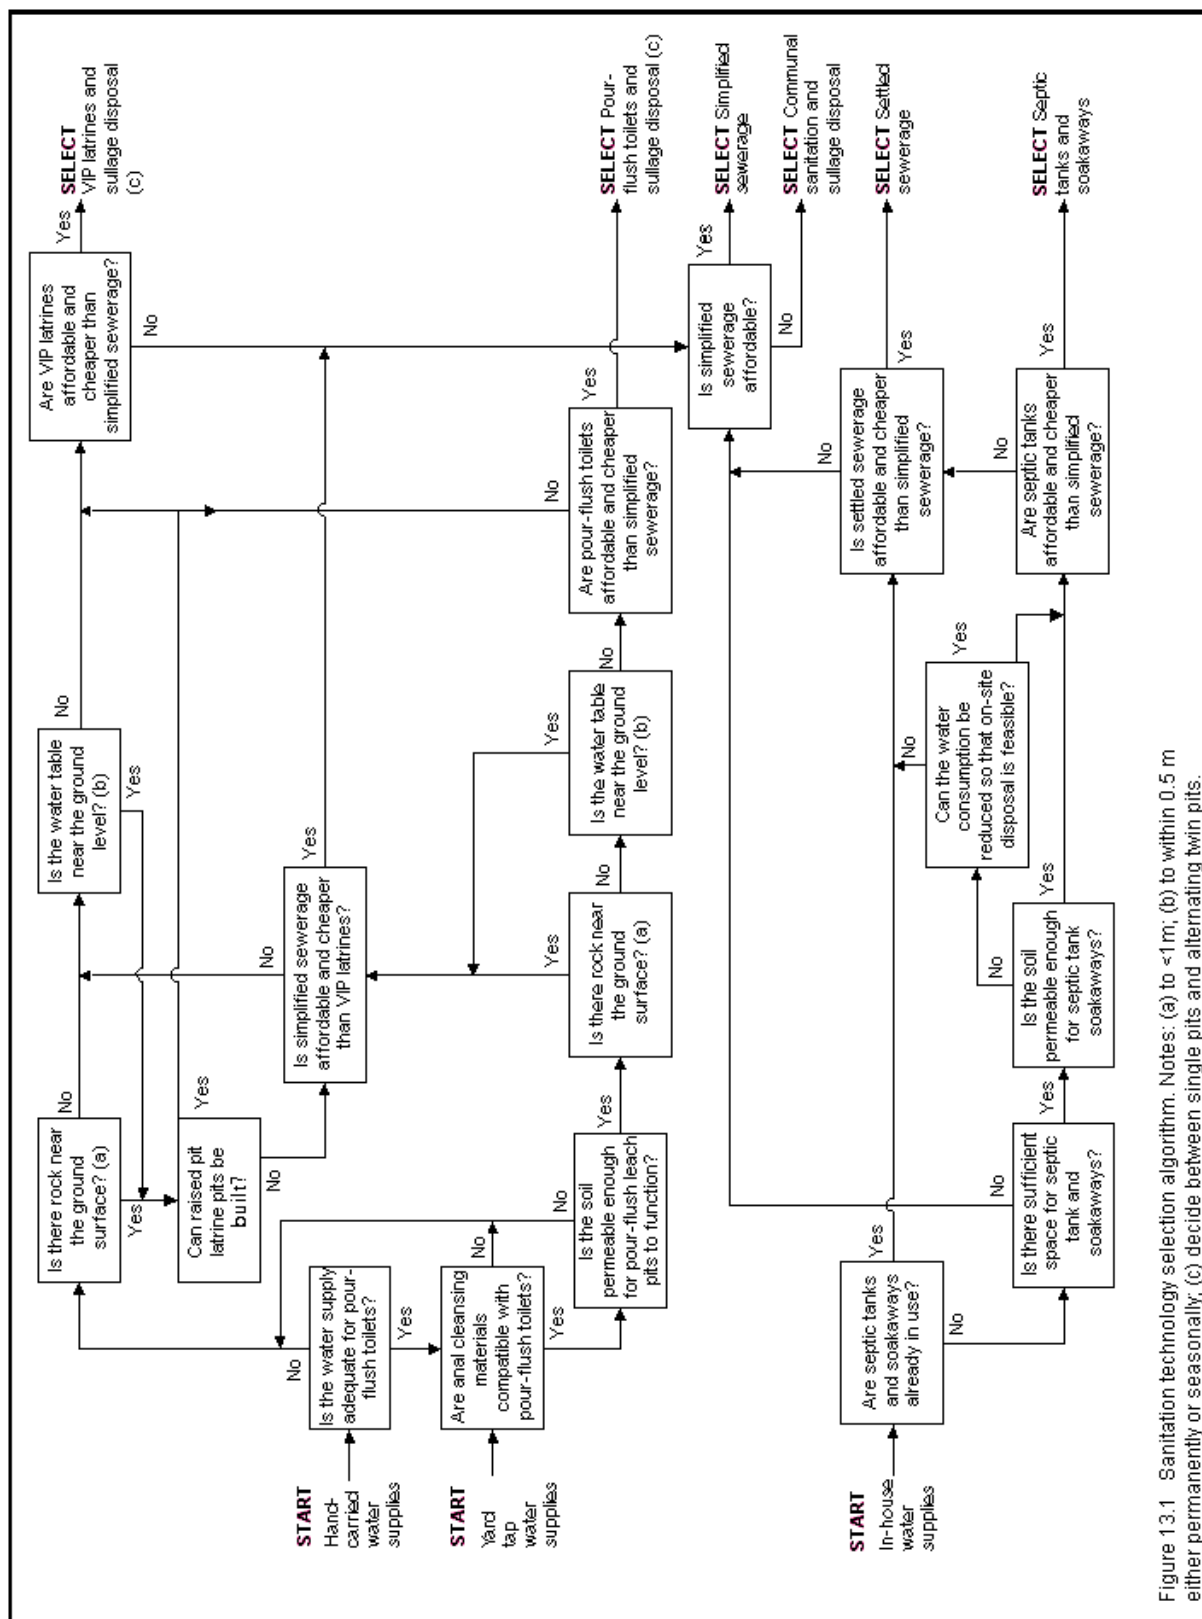 START
Hand-
carried
water
supplies
Is the water supply
adequate for pour-
flush toilets?
No
Yes
START
Yard
tap
water
supplies
Are anal cleansing
materials
compatible with
pour-flush toilets?
No
Yes
Is there rock near
the ground
surface? (a)
No
Yes
Can raised pit
latrine pits be
built?
Yes
No
Is the soil
permeable enough
for pour-flush leach
pits to function?
No
Yes
Is the water table
near the ground
level? (b)
No
Yes
Is simplified sewerage
affordable and cheaper
than VIP latrines?
No
Yes
Is there rock near
the ground
surface? (a)
Yes
No
Is the water table
near the ground
level? (b)
Yes
No
Are VIP latrines
affordable and
cheaper than
simplified sewerage?
Yes
No
Are pour-flush toilets
affordable and cheaper
than simplified
sewerage?
No
Yes
SELECT
VIP latrines and
sullage disposal
(c)
SELECT Pour-
flush toilets and
sullage disposal (c)
Is simplified
sewerage
affordable?
Yes
No
SELECT Simplified
sewerage
SELECT Communal
sanitation and
sullage disposal
START
In-house
water
supplies
Are septic tanks
and soakaways
already in use?
Yes
No
Is there sufficient
space for septic
tank and
soakaways?
No
Yes
Is the soil
permeable enough
for septic tank
soakaways?
No
Yes
Can the water
consumption be
reduced so that on-site
disposal is feasible?
No
Yes
Is settled sewerage
affordable and cheaper
than simplified
sewerage?
No
Yes
Are septic tanks
affordable and cheaper
than simplified
sewerage?
No
Yes
SELECT Settled
sewerage
SELECT Septic
tanks and
soakaways
Figure 13.1 Sanitation technology selection algorithm. Notes: (a) to <1m; (b) to within 0.5 m
either permanently or seasonally; (c) decide between single pits and alternating twin pits.